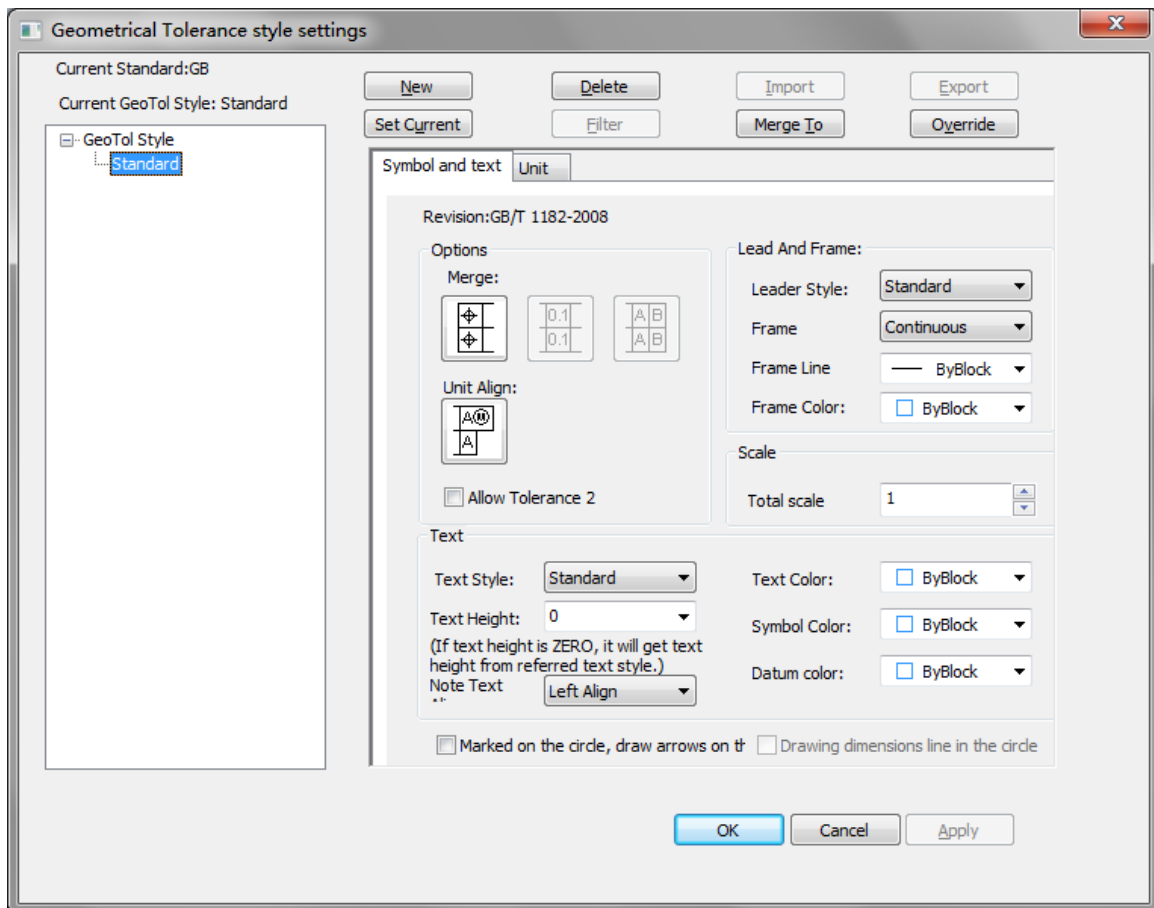 Geometrical Tolerance style settings
Current Standard:GB
Current GeoTol Style: Standard
New Delete Import Export
Set Current Filter Merge To Override
GeoTol Style
Standard
Symbol and text Unit
Revision:GB/T 1182-2008
Options
Merge:
0.1 A B
0.1 A B
Unit Align:
A M
A
Allow Tolerance 2
Lead And Frame:
Leader Style: Standard
Frame Continuous
Frame Line ByBlock
Frame Color: ByBlock
Scale
Total scale 1
Text
Text Style: Standard
Text Height: 0
(If text height is ZERO, it will get text
height from referred text style.)
Note Text
Left Align
Text Color: ByBlock
Symbol Color: ByBlock
Datum color: ByBlock
Marked on the circle, draw arrows on th Drawing dimensions line in the circle
OK Cancel Apply